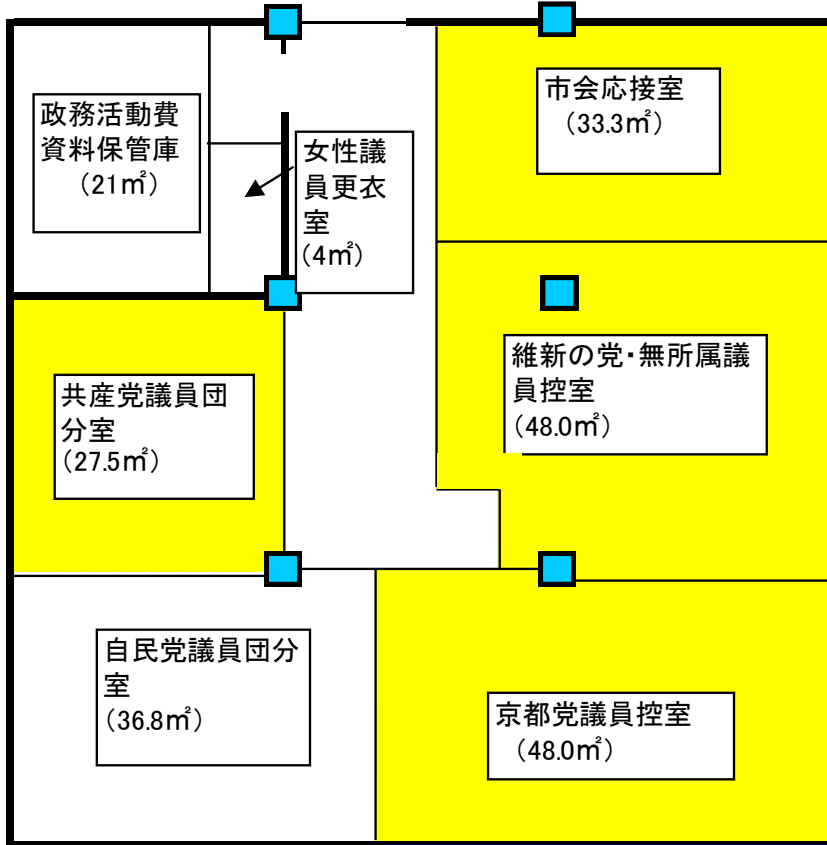 政務活動費
資料保管庫
（21㎡）
女性議
員更衣
室
（4㎡）
市会応接室
（33.3㎡）
共産党議員団
分室
（27.5㎡）
維新の党・無所属議
員控室
（48.0㎡）
自民党議員団分
室
（36.8㎡）
京都党議員控室
（48.0㎡）